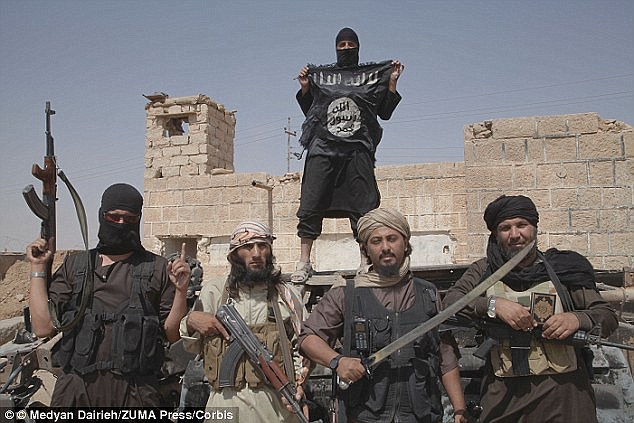 لا اله الا الله
الله
رسول
محمد
© Medyan Dairieh/ZUMA Press/Corbis